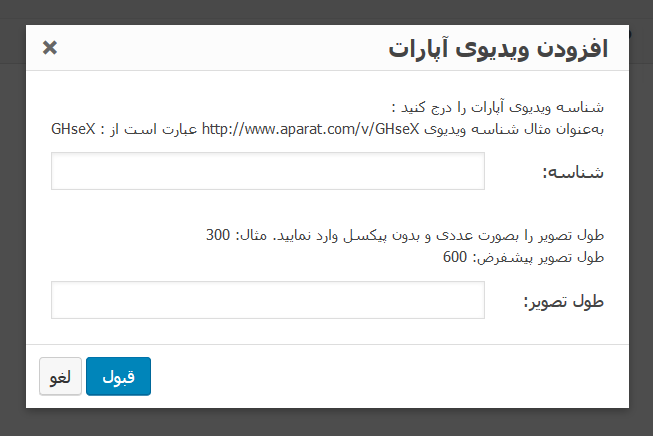 افزودن ویدیوی آپارات
شناسه ویدیوی آپارات را درج کنید :
به‌عنوان مثال شناسه ویدیوی http://www.aparat.com/v/GHseX عبارت است از : GHseX
شناسه:
طول تصویر را بصورت عددی و بدون پیکسل وارد نمایید. مثال: 300
طول تصویر پیشفرض: 600
طول تصویر:
قبول
لغو